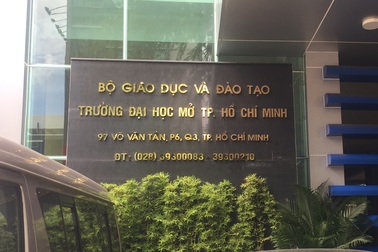 BỘ GIÁO DỤC VÀ ĐÀO TẠO
TRƯỜNG ĐẠI HỌC MỞ TP. HỒ CHÍ MINH
97 VÕ VĂN TẦN, P6, Q3, TP. HỒ CHÍ MINH
ĐT : (028) 39300083 - 39300210